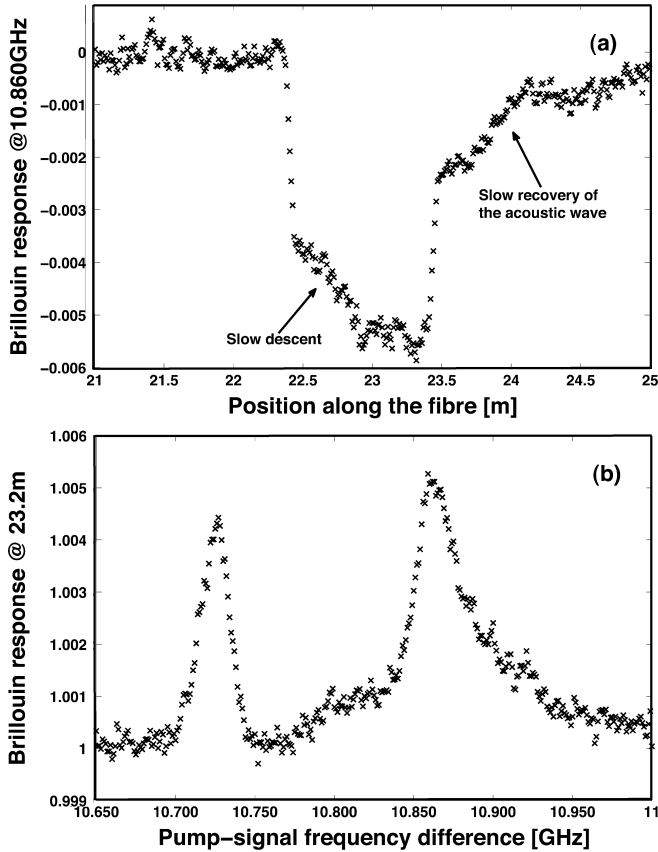 (a)
Brillouin response @10.860GHz
0
−0.001
−0.002
−0.003
−0.004
−0.005
−0.006
Slow recovery of
the acoustic wave
Slow descent
21 21.5 22 22.5 23 23.5 24 24.5 25
Position along the fibre [m]
(b)
Brillouin response @ 23.2m
1.006
1.005
1.004
1.003
1.002
1.001
1
0.999
10.650 10.700 10.750 10.800 10.850 10.900 10.950 11
Pump−signal frequency difference [GHz]